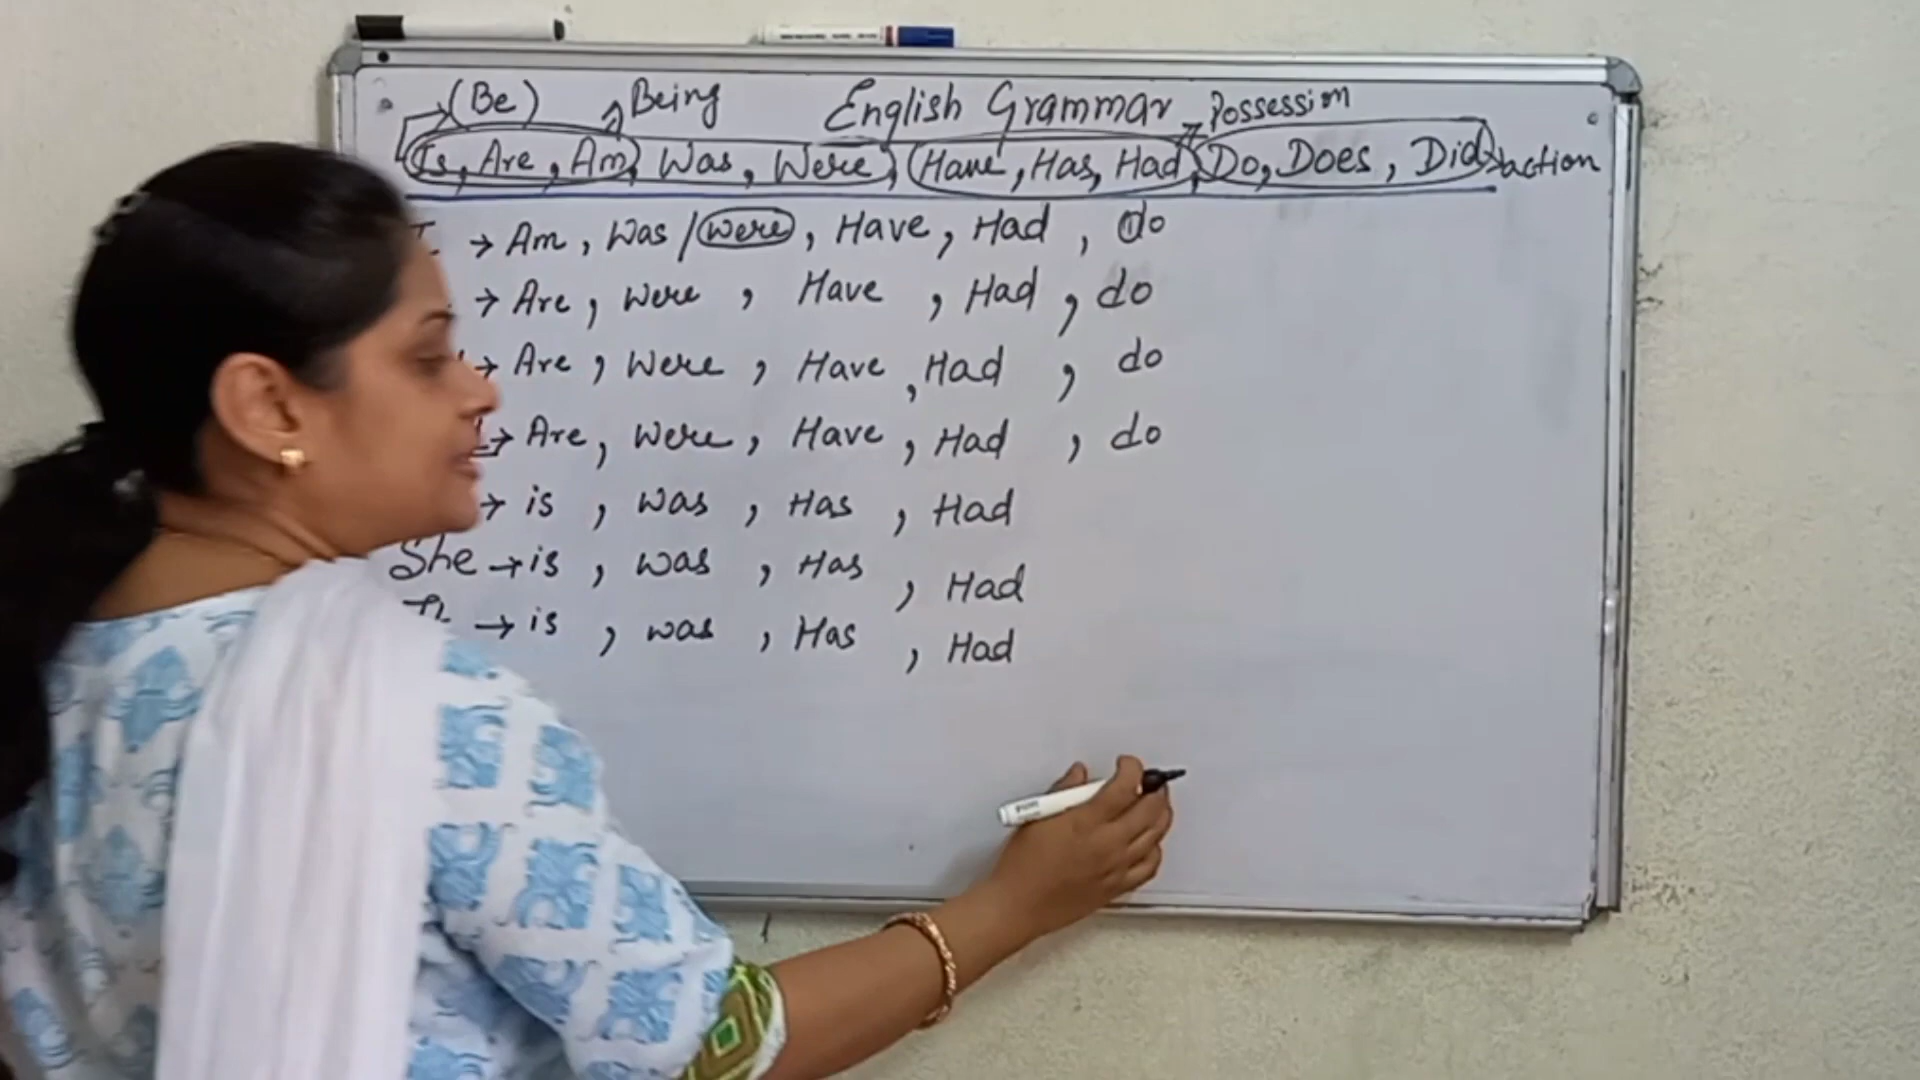 (Be) Being English Grammar Possession
Is, Are, Am, Was, Were, Have, Has, Had, Do, Does, Did action
→ Am, Was / were, Have, Had, do
→ Are, Were, Have, Had, do
→ Are, Were, Have, Had, do
→ Are, Were, Have, Had, do
→ is, was, Has, Had
She → is, was, Has, Had
→ is, was, Has, Had